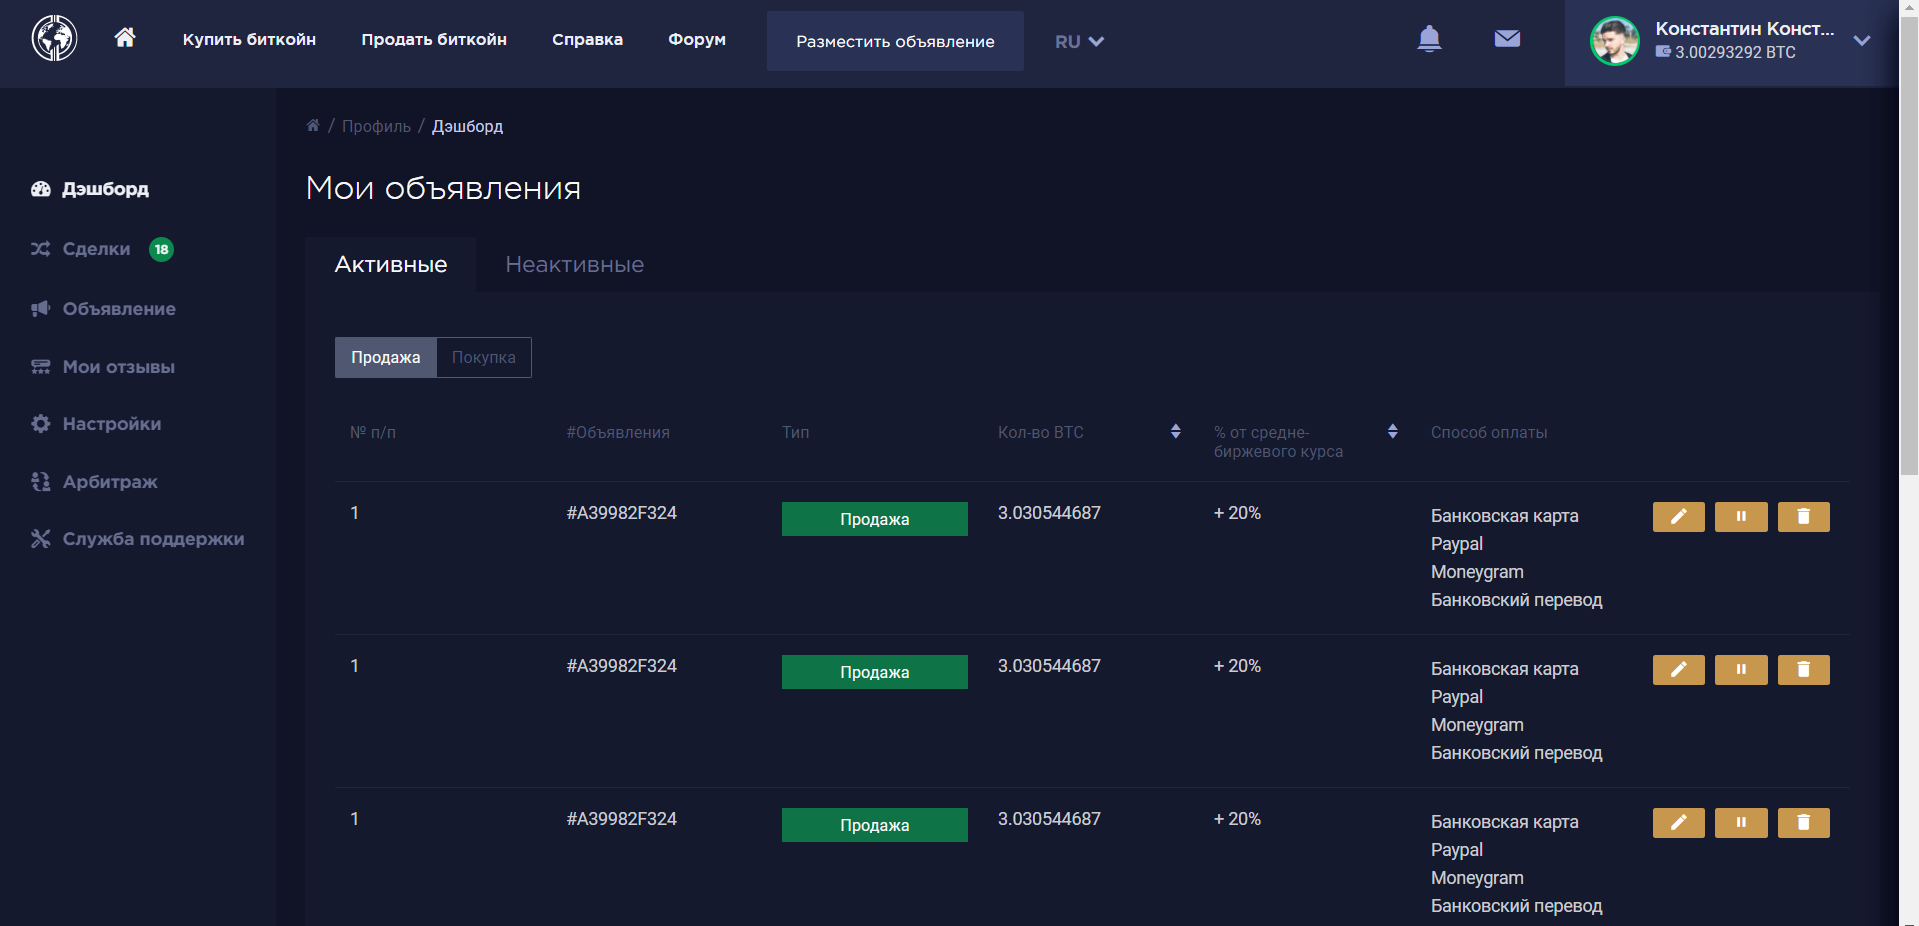 Купить биткойн
Продать биткойн
Справка
Форум
Разместить объявление
RU
Константин Конст...
3.00293292 BTC
/ Профиль / Дэшборд
Дэшборд
Сделки 18
Объявление
Мои отзывы
Настройки
Арбитраж
Служба поддержки
Мои объявления
Активные
Неактивные
Продажа
Покупка
№ п/п
#Объявления
Тип
Кол-во BTC
% от средне-
биржевого курса
Способ оплаты
1
#A39982F324
Продажа
3.030544687
+ 20%
Банковская карта
Paypal
Moneygram
Банковский перевод
1
#A39982F324
Продажа
3.030544687
+ 20%
Банковская карта
Paypal
Moneygram
Банковский перевод
1
#A39982F324
Продажа
3.030544687
+ 20%
Банковская карта
Paypal
Moneygram
Банковский перевод